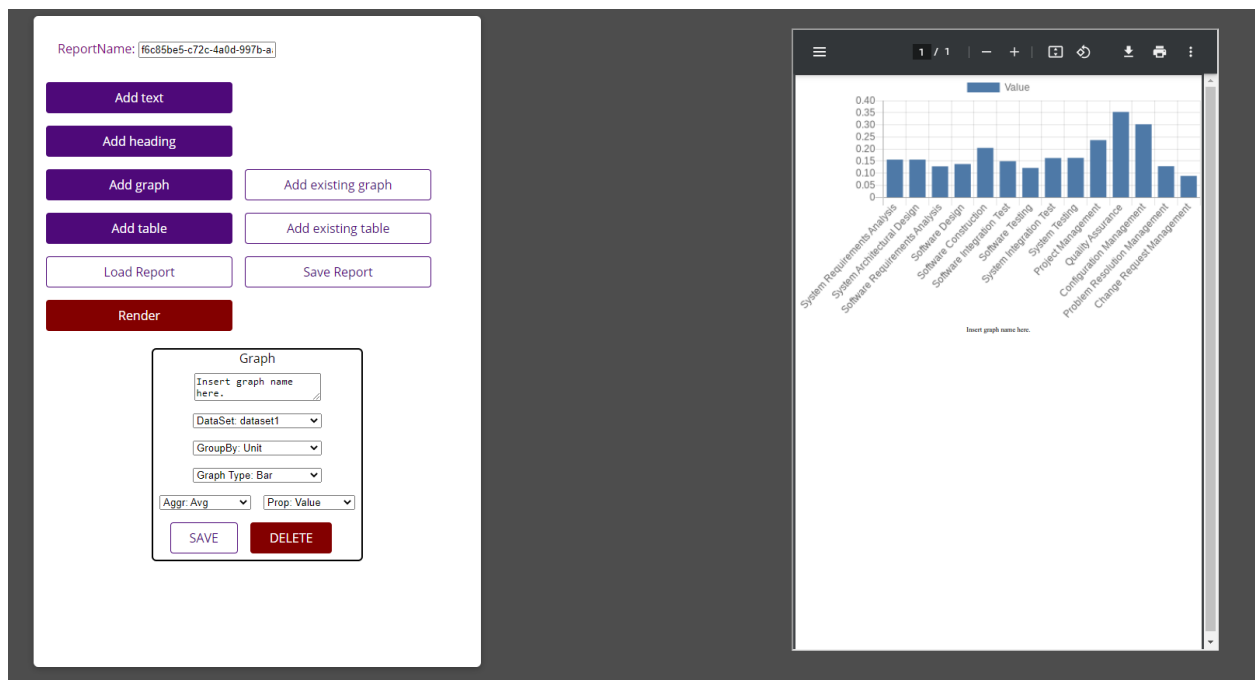 ReportName: f6c85be5-c72c-4a0d-997b-a
Add text
Add heading
Add graph
Add existing graph
Add table
Add existing table
Load Report
Save Report
Render
Graph
Insert graph name
here.
DataSet: dataset1
GroupBy: Unit
Graph Type: Bar
Aggr: Avg
Prop: Value
SAVE
DELETE
1 / 1
Value
0.40
0.35
0.30
0.25
0.20
0.15
0.10
0.05
0
System Requirements Analysis
System Architectural Design
Software Requirements Analysis
Software Design
Software Construction
Software Integration Test
Software Testing
System Integration Test
System Testing
Project Management
Quality Assurance
Configuration Management
Problem Resolution Management
Change Request Management
Insert graph name here.